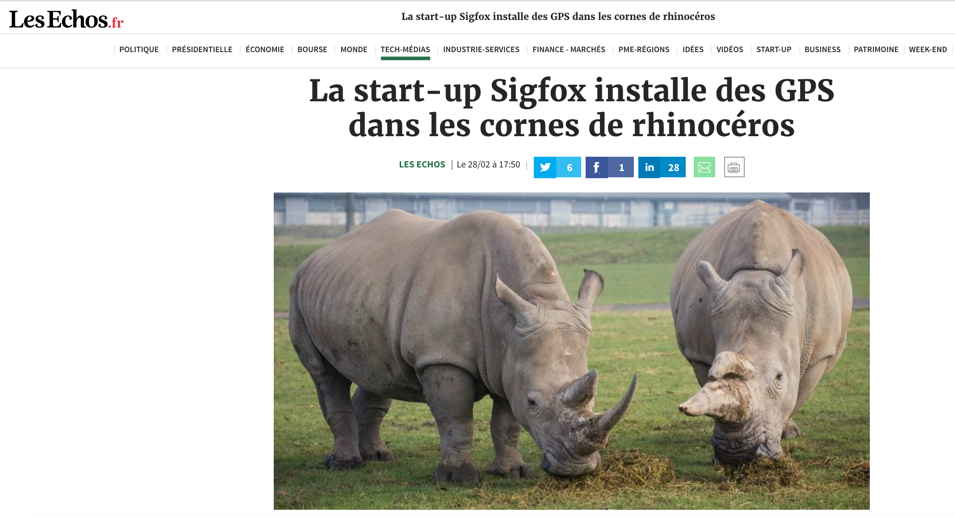 LesEchos.fr
La start-up Sigfox installe des GPS dans les cornes de rhinocéros
POLITIQUE PRÉSIDENTIELLE ÉCONOMIE BOURSE MONDE TECH-MÉDIAS INDUSTRIE-SERVICES FINANCE - MARCHÉS PME-RÉGIONS IDÉES VIDÉOS START-UP BUSINESS PATRIMOINE WEEK-END
La start-up Sigfox installe des GPS
dans les cornes de rhinocéros
LES ECHOS | Le 28/02 à 17:50 | 6 f 1 in 28